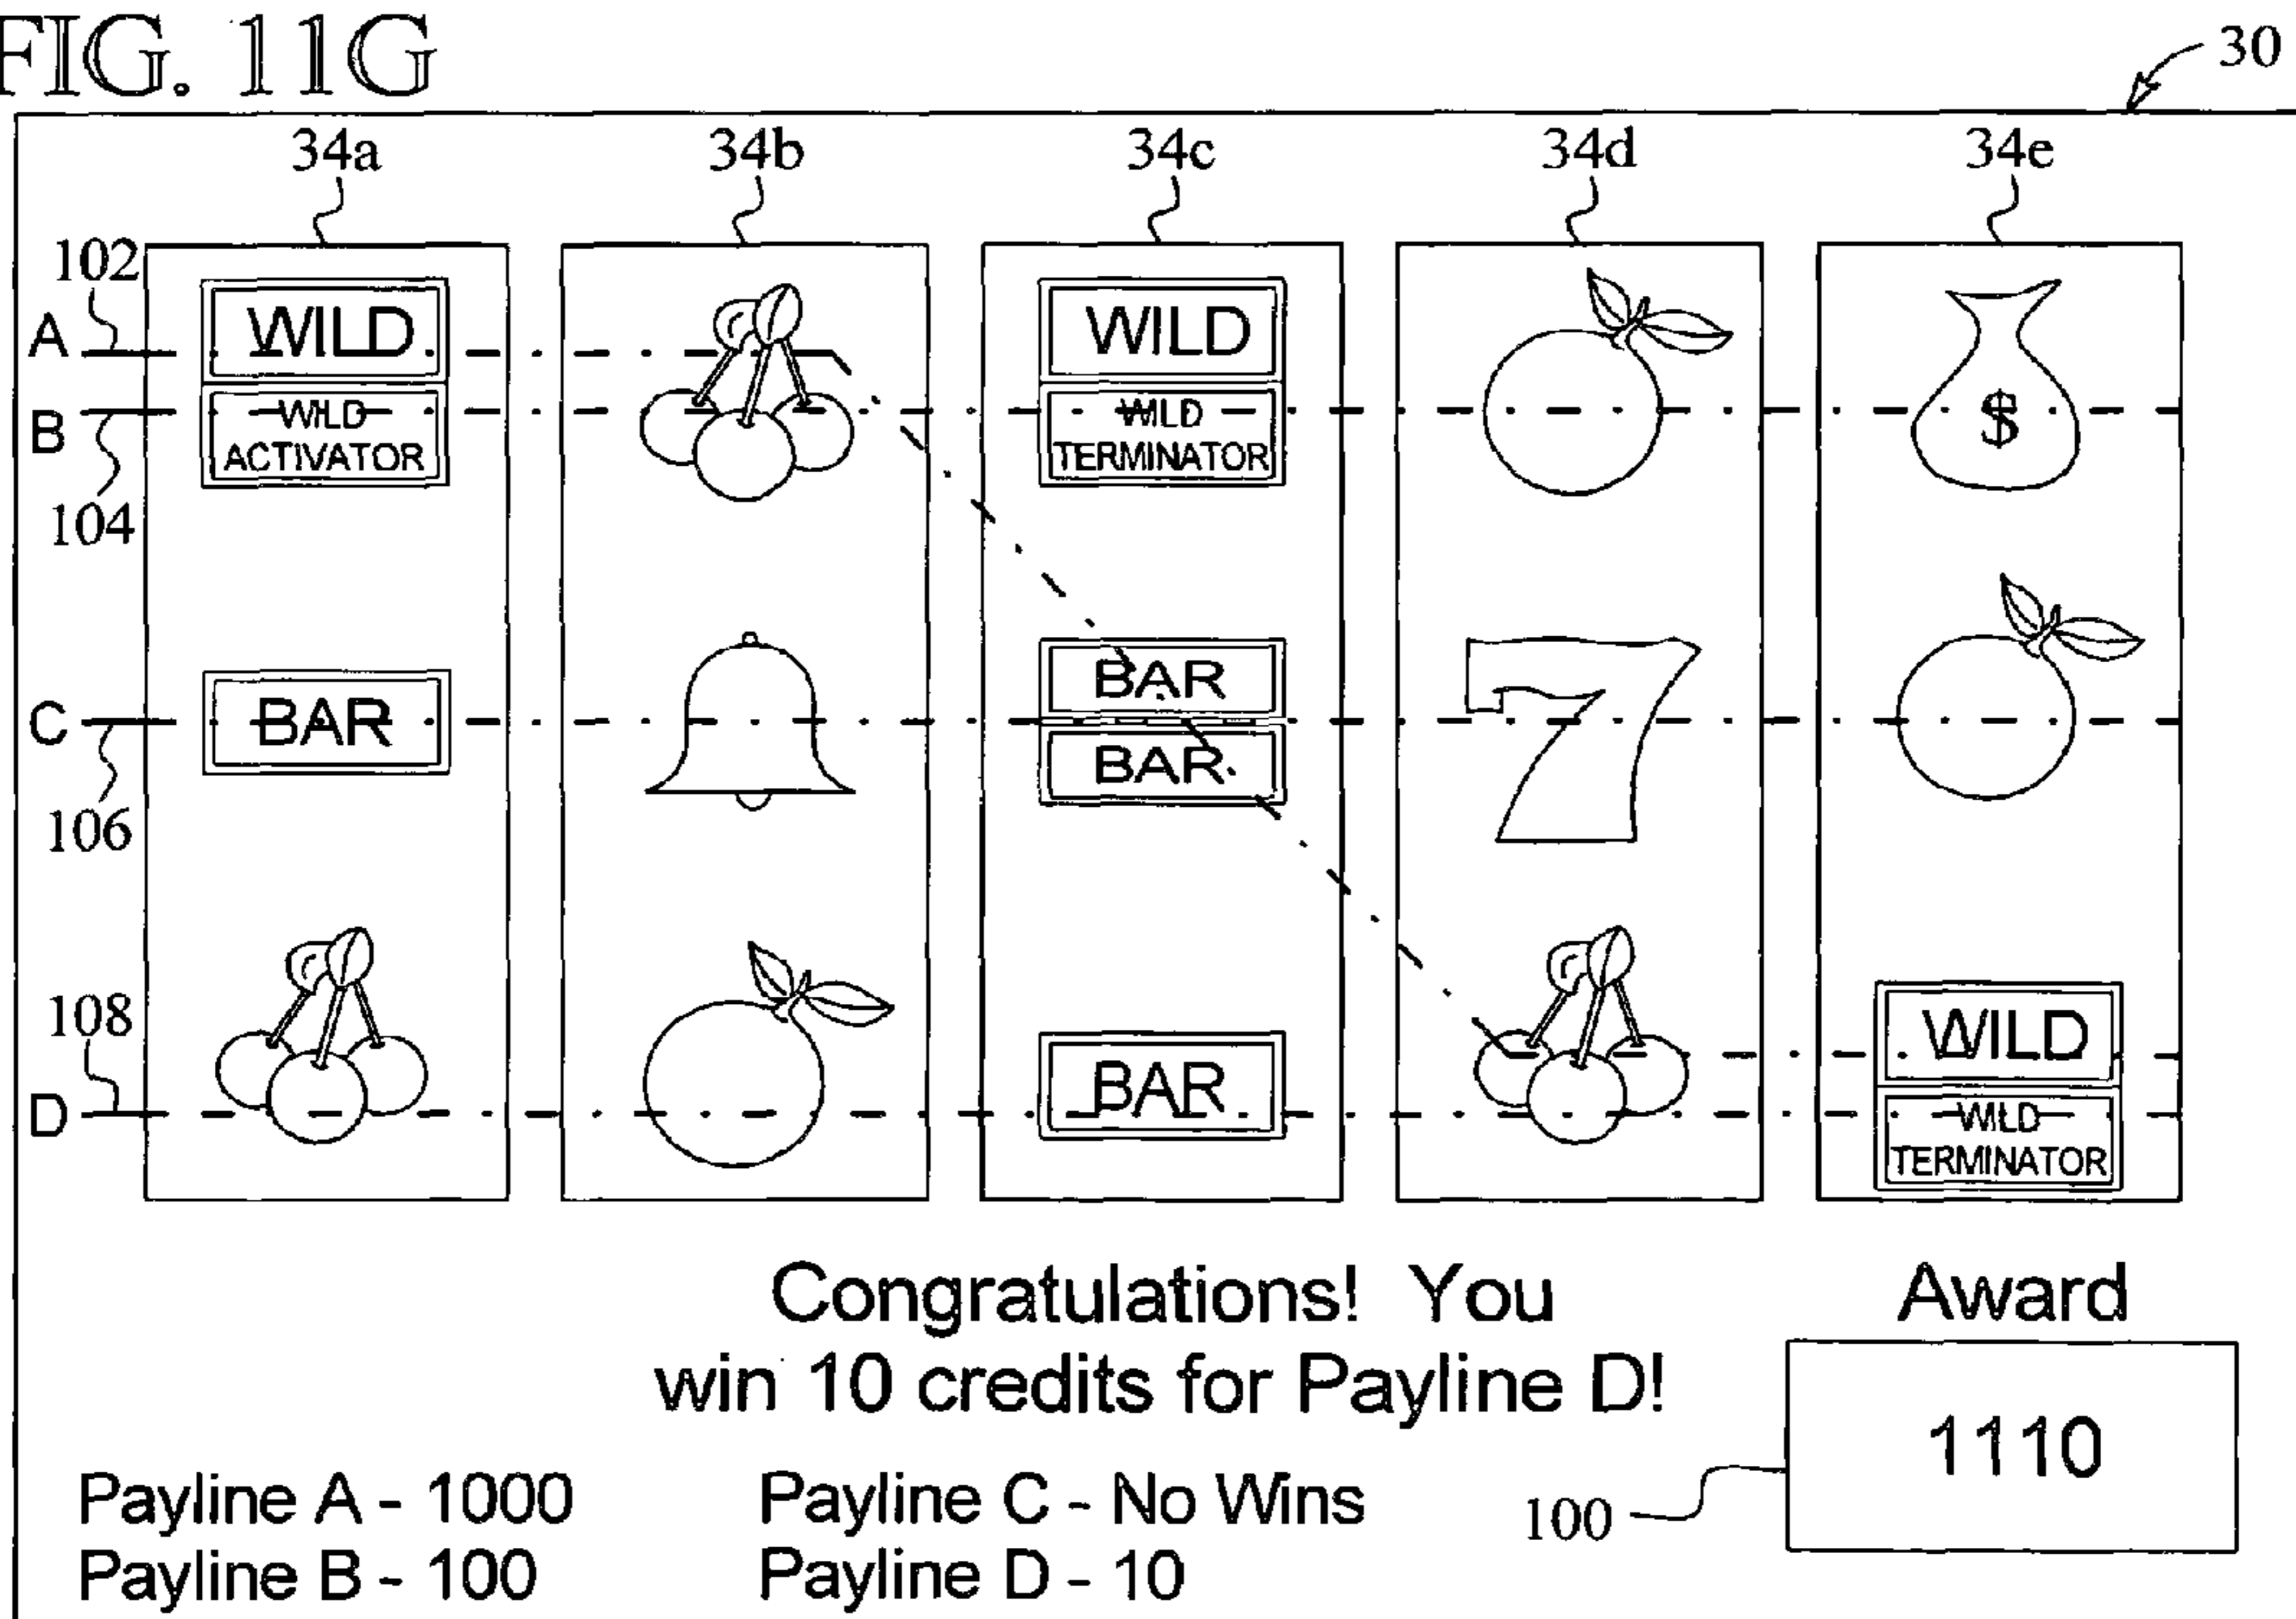 FIG. 11G
30
34a 34b 34c 34d 34e
102
A WILD WILD $
B WILD ACTIVATOR WILD TERMINATOR
104
C BAR BAR BAR 7
106
108
WILD
D BAR WILD TERMINATOR
Congratulations! You Award
win 10 credits for Payline D!
1110
Payline A - 1000 Payline C - No Wins 100
Payline B - 100 Payline D - 10